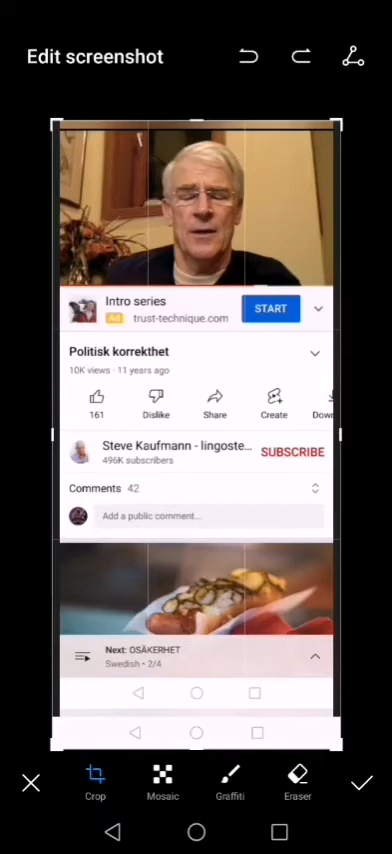 Edit screenshot
Intro series
Ad trust-technique.com
START
Politisk korrekthet
10K views · 11 years ago
161 Dislike Share Create Down
Steve Kaufmann - lingoste...
496K subscribers
SUBSCRIBE
Comments 42
Add a public comment...
Next: OSÄKERHET
Swedish • 2/4
Crop Mosaic Graffiti Eraser